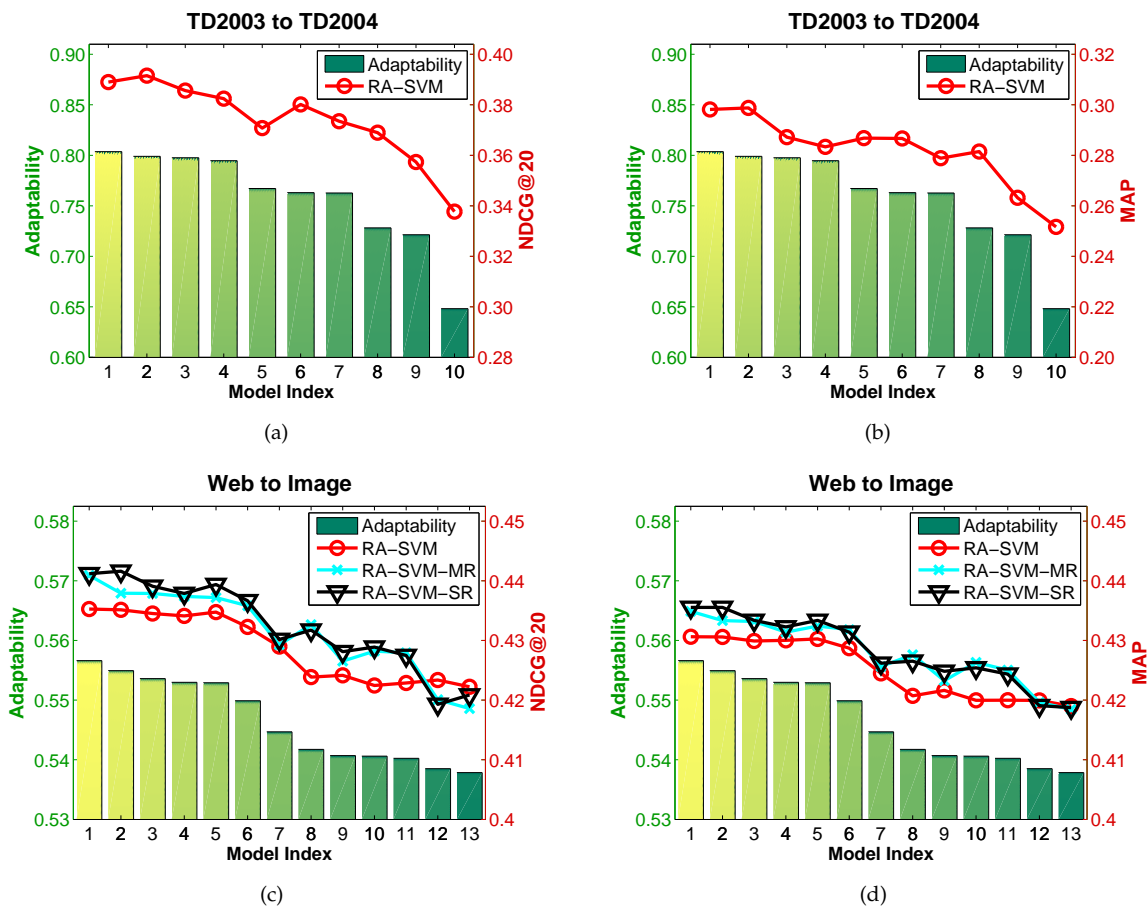 TD2003 to TD2004
0.90
0.85
0.80
0.75
0.70
0.65
0.60
Adaptability
Adaptability
RA-SVM
0.40
0.38
0.36
0.34
0.32
0.30
0.28
NDCG@20
1 2 3 4 5 6 7 8 9 10
Model Index
(a)
TD2003 to TD2004
0.90
0.85
0.80
0.75
0.70
0.65
0.60
Adaptability
Adaptability
RA-SVM
0.32
0.30
0.28
0.26
0.24
0.22
0.20
MAP
1 2 3 4 5 6 7 8 9 10
Model Index
(b)
Web to Image
0.58
0.57
0.56
0.55
0.54
0.53
Adaptability
Adaptability
RA-SVM
RA-SVM-MR
RA-SVM-SR
0.45
0.44
0.43
0.42
0.41
0.4
NDCG@20
1 2 3 4 5 6 7 8 9 10 11 12 13
Model Index
(c)
Web to Image
0.58
0.57
0.56
0.55
0.54
0.53
Adaptability
Adaptability
RA-SVM
RA-SVM-MR
RA-SVM-SR
0.45
0.44
0.43
0.42
0.41
0.4
MAP
1 2 3 4 5 6 7 8 9 10 11 12 13
Model Index
(d)